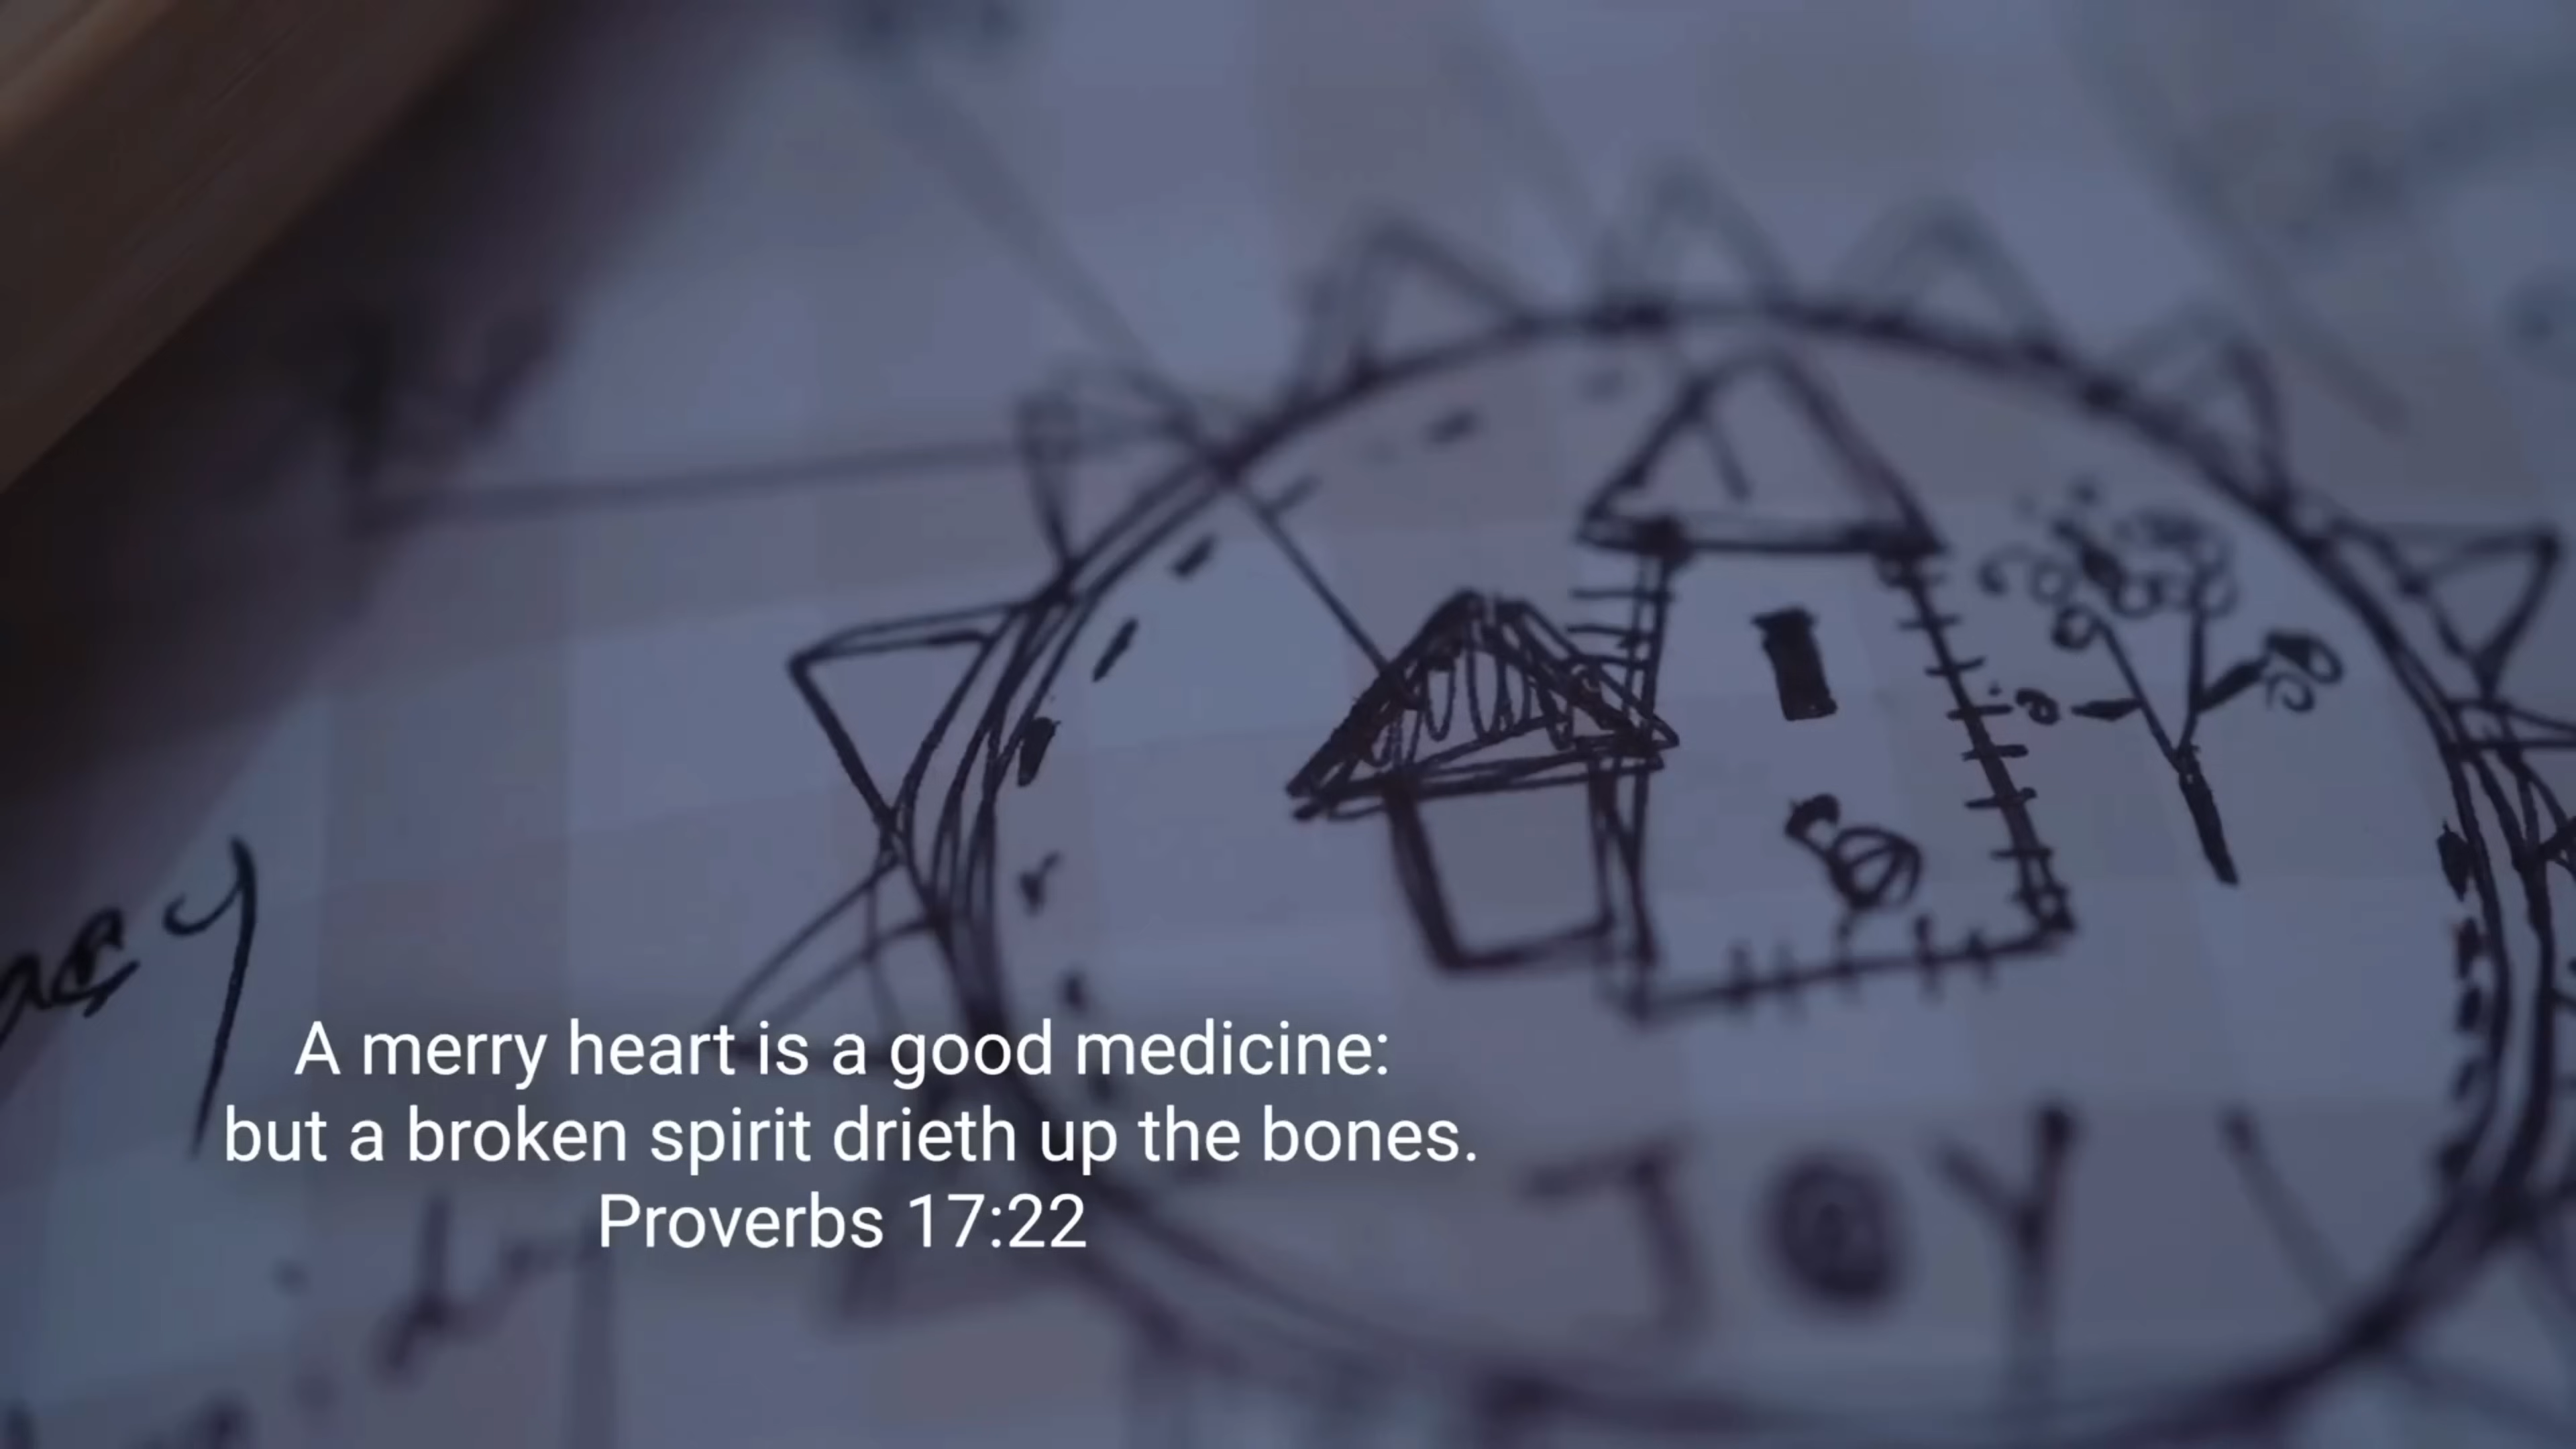 A merry heart is a good medicine:
but a broken spirit drieth up the bones.
Proverbs 17:22
JOY